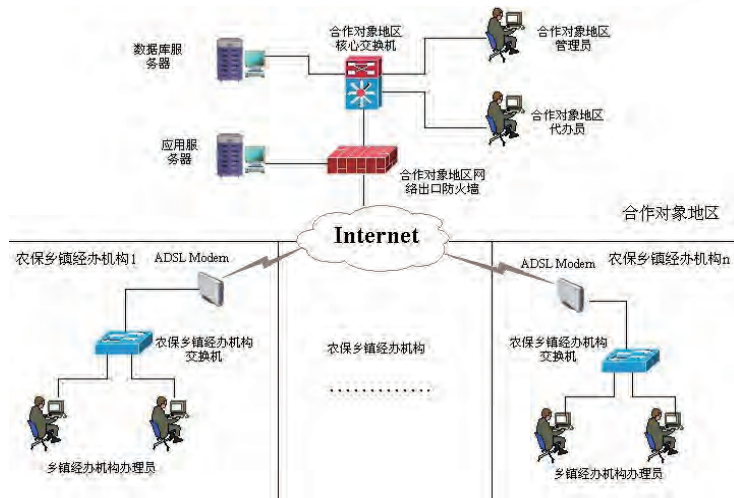 数据库服
务器
合作对象地区
核心交换机
合作对象地区
管理员
合作对象地区
代办员
应用服
务器
合作对象地区网
络出口防火墙
合作对象地区
Internet
农保乡镇经办机构1
ADSL Modem
ADSL Modem
农保乡镇经办机构n
农保乡镇经办机构
交换机
农保乡镇经办机构
.............
农保乡镇经办机构
交换机
乡镇经办机构办理员
乡镇经办机构办理员